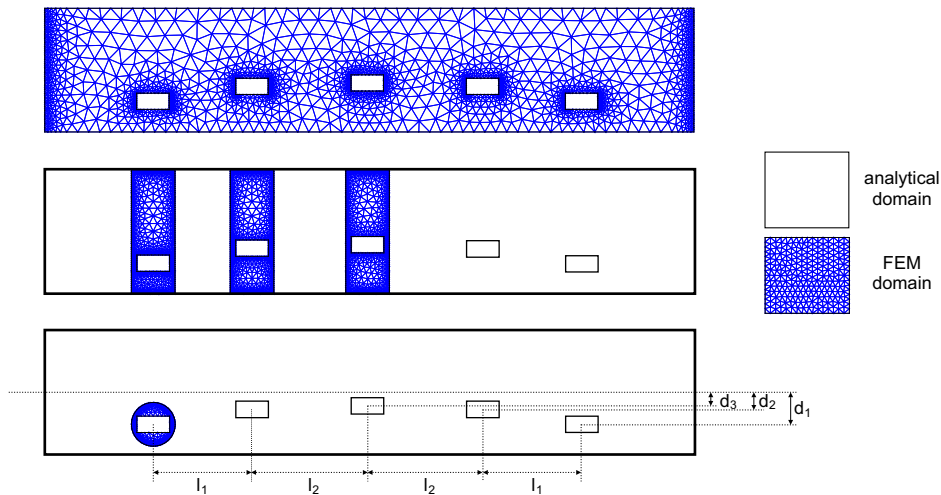 analytical
domain
FEM
domain
d₃
d₂
d₁
l₁
l₂
l₂
l₁